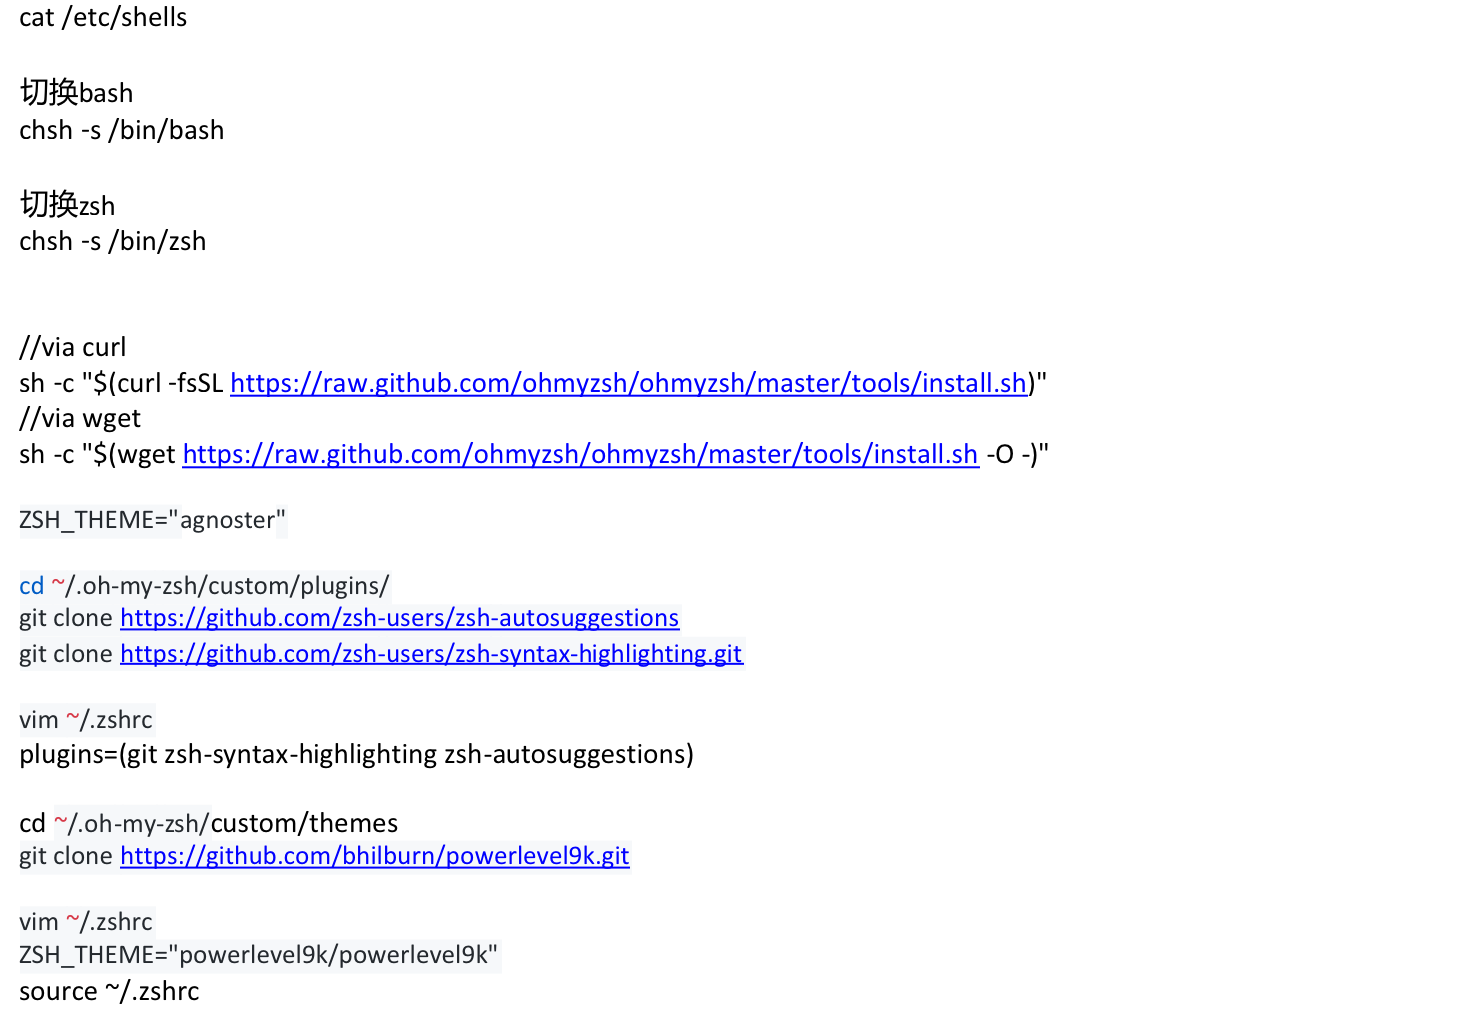 cat /etc/shells
切换bash
chsh -s /bin/bash
切换zsh
chsh -s /bin/zsh
//via curl
sh -c "$(curl -fsSL https://raw.github.com/ohmyzsh/ohmyzsh/master/tools/install.sh)"
//via wget
sh -c "$(wget https://raw.github.com/ohmyzsh/ohmyzsh/master/tools/install.sh -O -)"
ZSH_THEME="agnoster"
cd ~/.oh-my-zsh/custom/plugins/
git clone https://github.com/zsh-users/zsh-autosuggestions
git clone https://github.com/zsh-users/zsh-syntax-highlighting.git
vim ~/.zshrc
plugins=(git zsh-syntax-highlighting zsh-autosuggestions)
cd ~/.oh-my-zsh/custom/themes
git clone https://github.com/bhilburn/powerlevel9k.git
vim ~/.zshrc
ZSH_THEME="powerlevel9k/powerlevel9k"
source ~/.zshrc